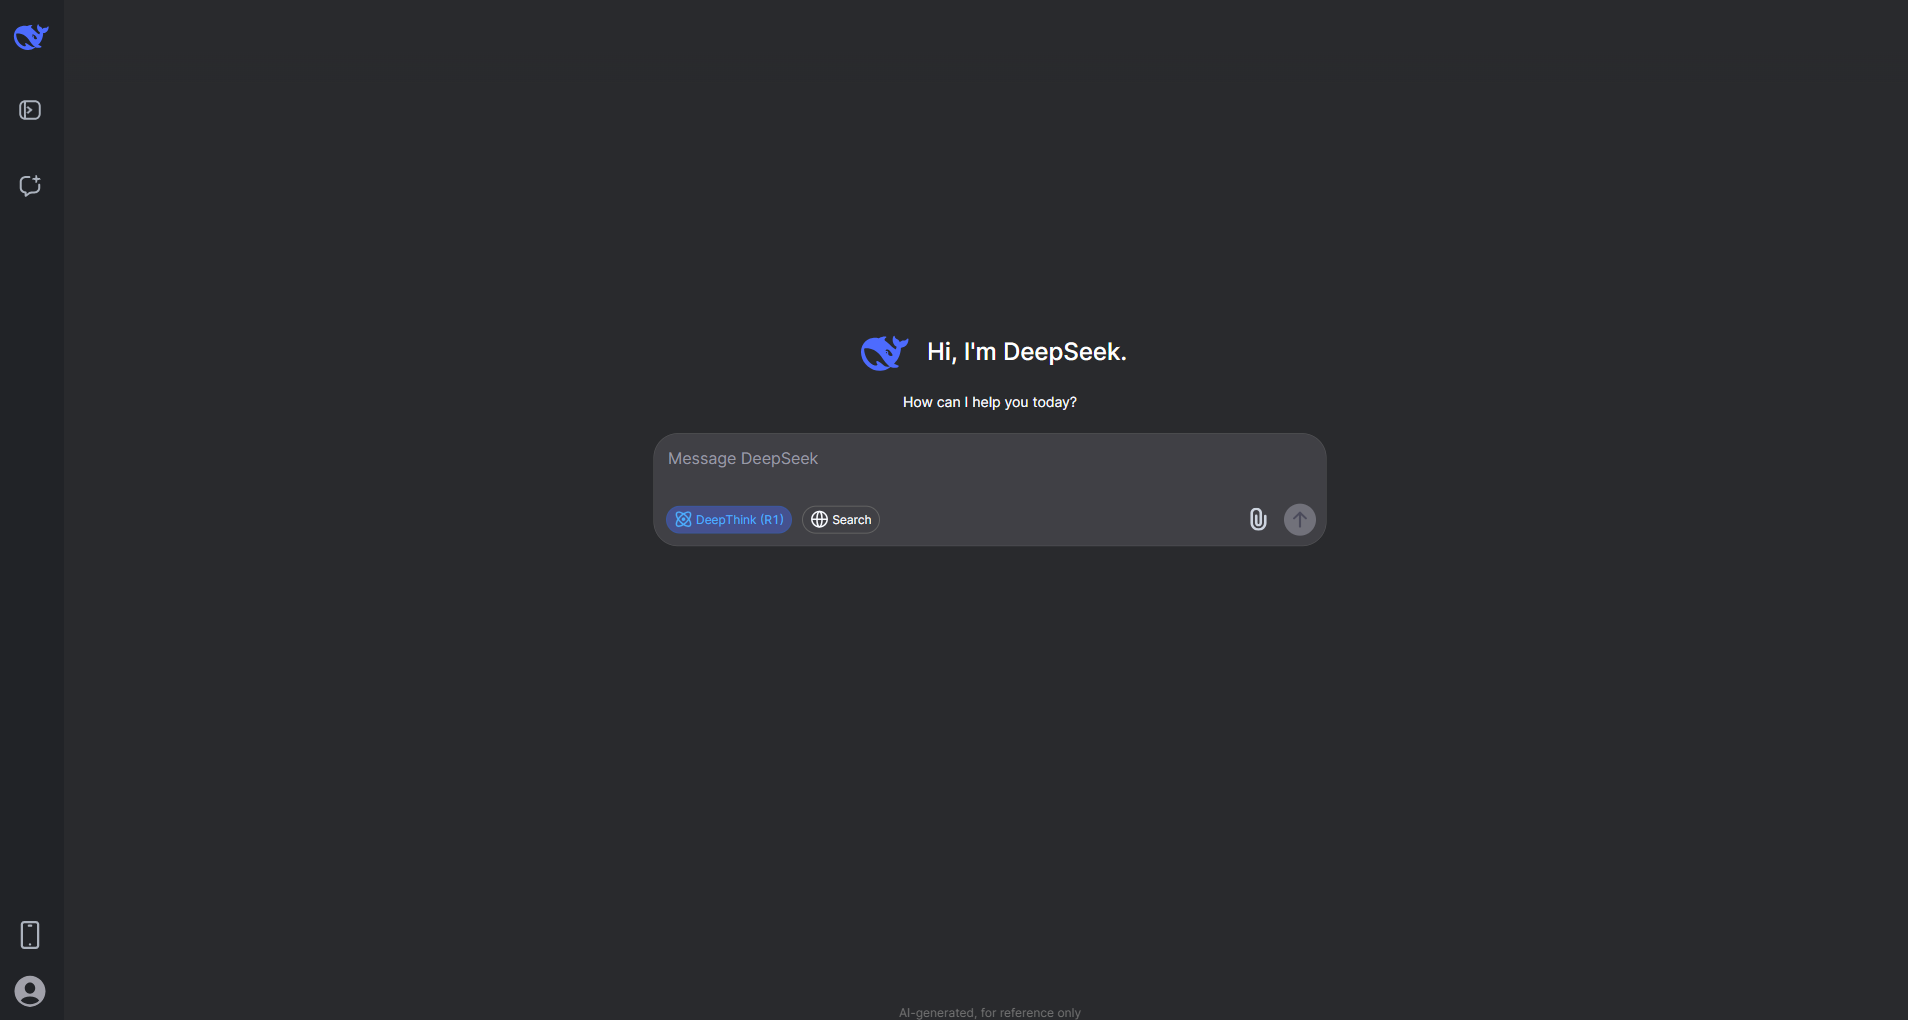 Hi, I'm DeepSeek.
How can I help you today?
Message DeepSeek
DeepThink (R1)
Search
AI-generated, for reference only